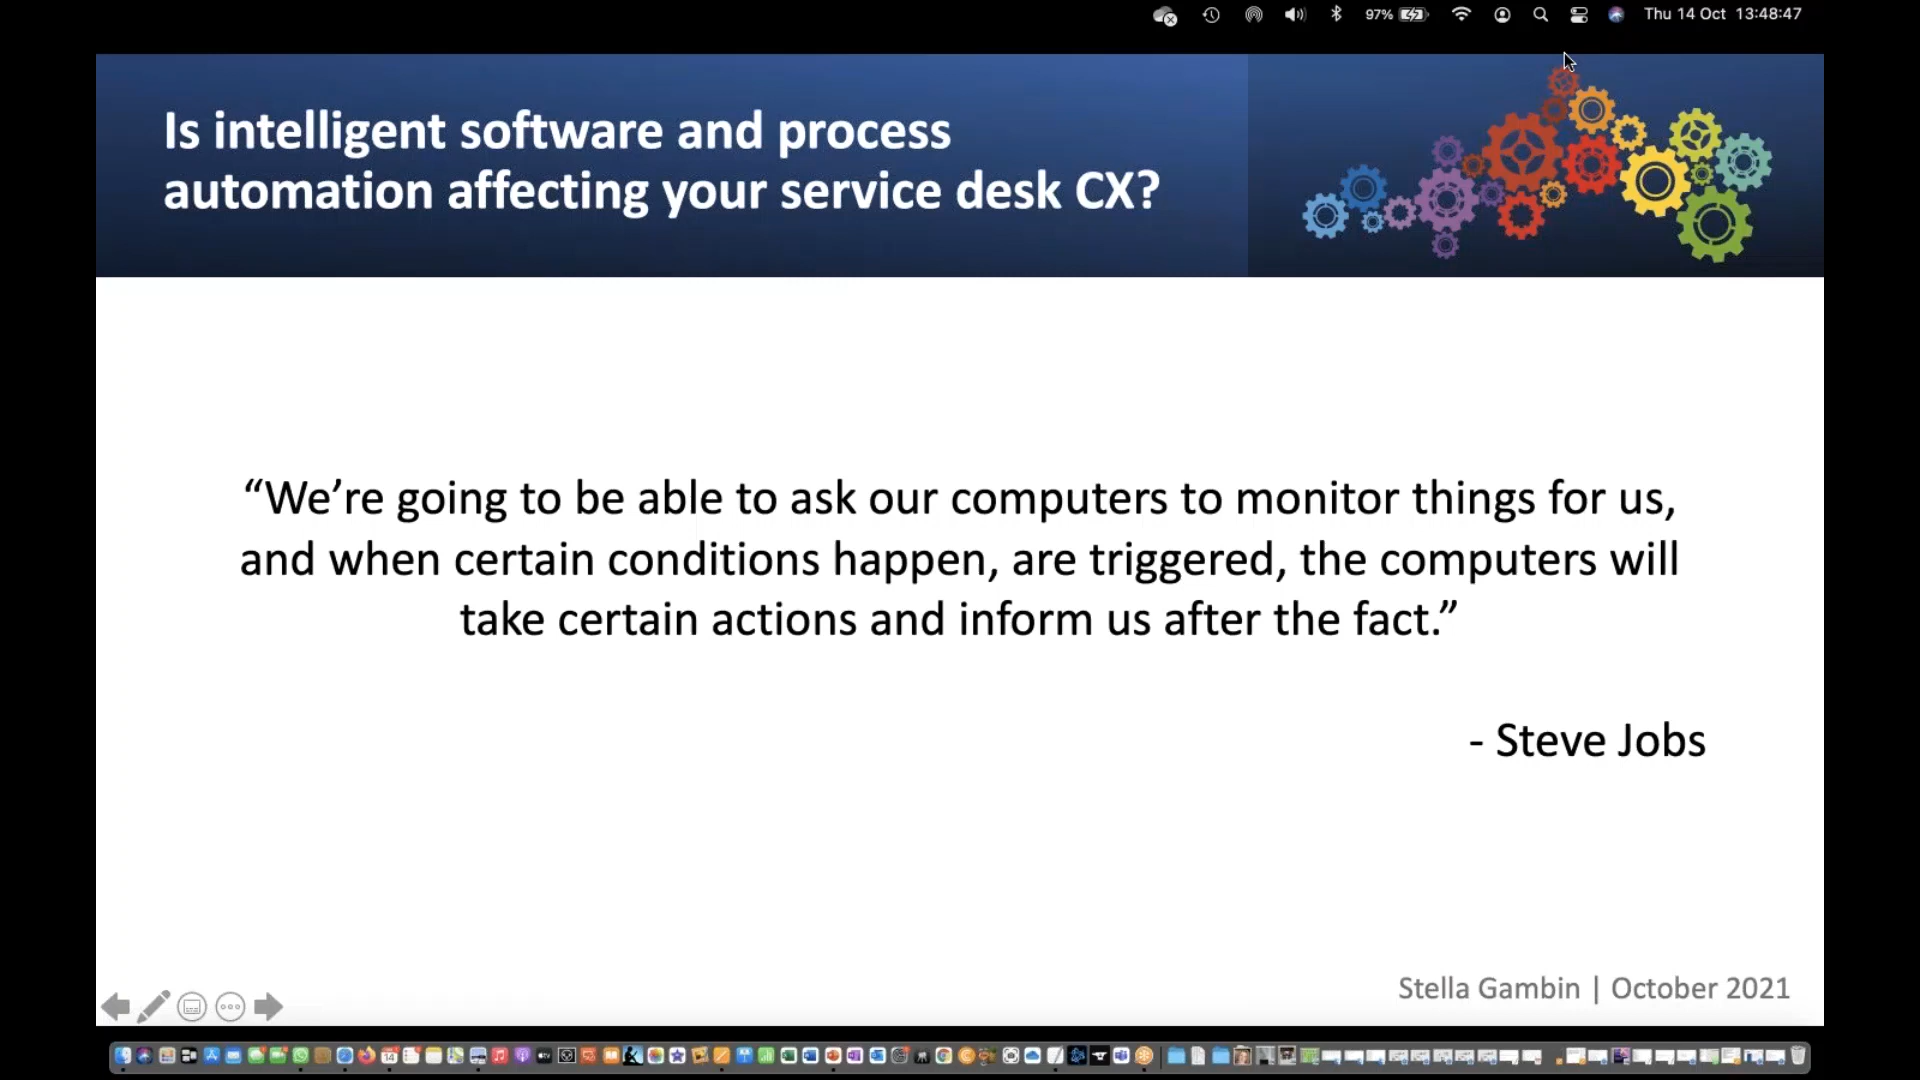 97% Thu 14 Oct 13:48:47
Is intelligent software and process
automation affecting your service desk CX?
“We’re going to be able to ask our computers to monitor things for us,
and when certain conditions happen, are triggered, the computers will
take certain actions and inform us after the fact.”
- Steve Jobs
Stella Gambin | October 2021
14